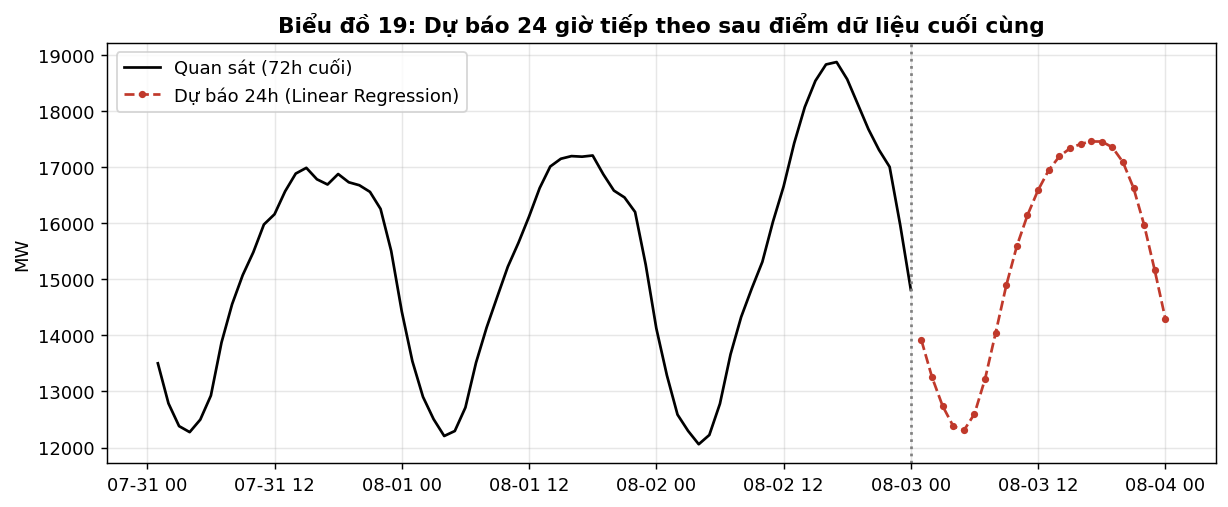 Biểu đồ 19: Dự báo 24 giờ tiếp theo sau điểm dữ liệu cuối cùng
Quan sát (72h cuối)
Dự báo 24h (Linear Regression)
MW
19000
18000
17000
16000
15000
14000
13000
12000
07-31 00 07-31 12 08-01 00 08-01 12 08-02 00 08-02 12 08-03 00 08-03 12 08-04 00